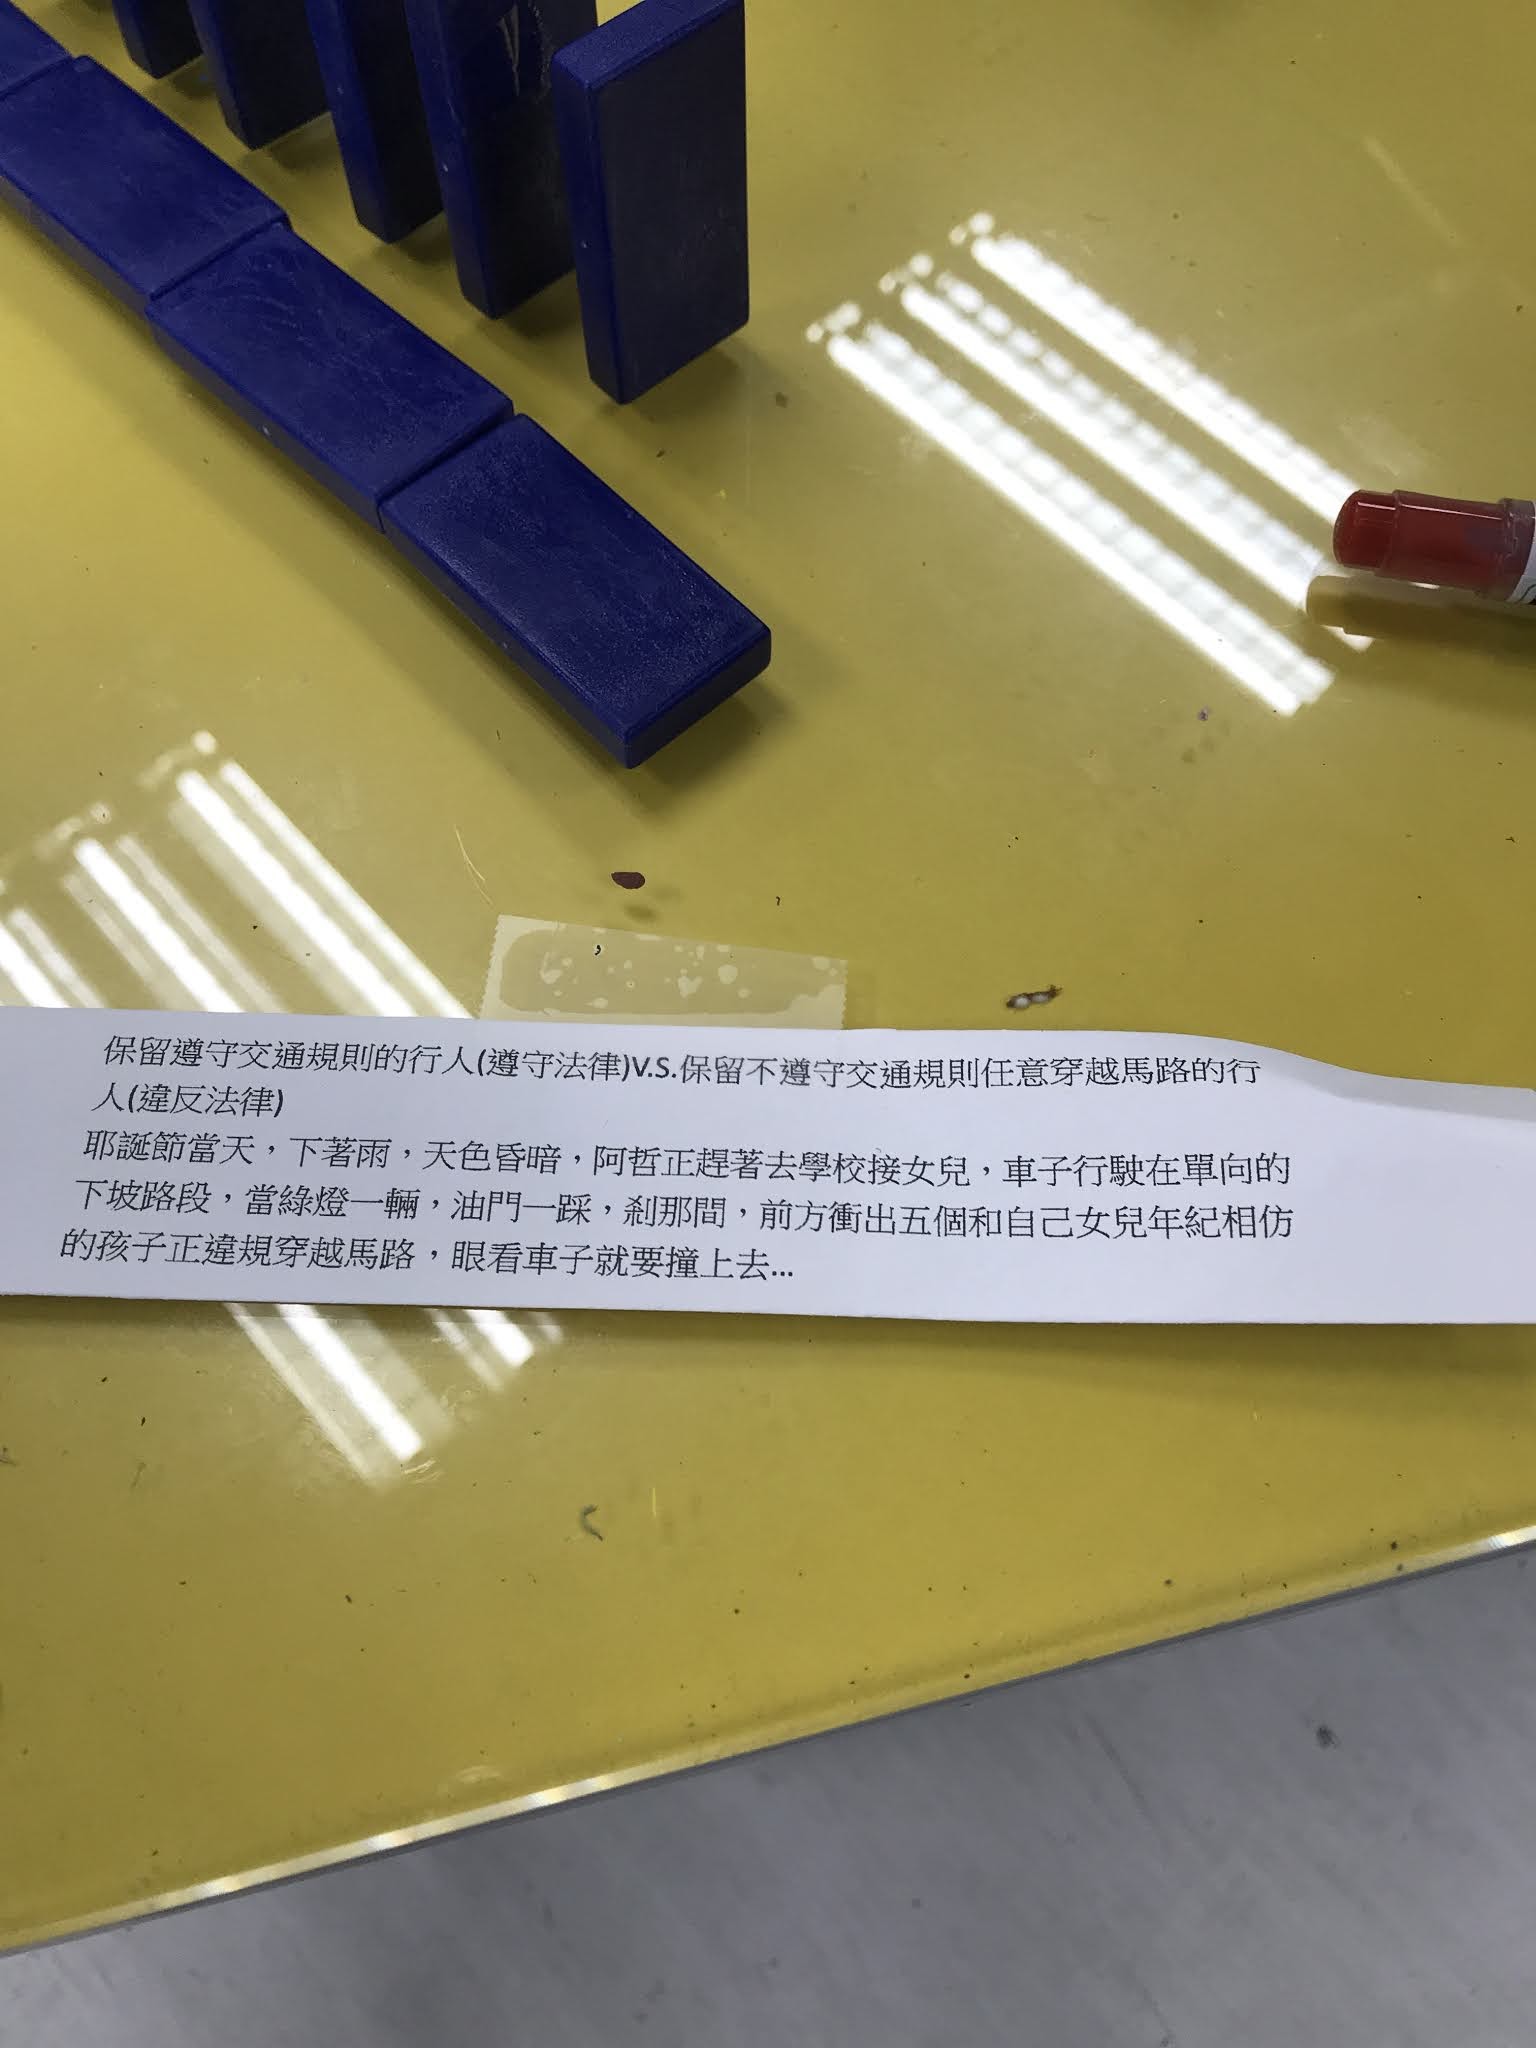 保留遵守交通規則的行人(遵守法律)V.S.保留不遵守交通規則任意穿越馬路的行
人(違反法律)
耶誕節當天，下著雨，天色昏暗，阿哲正趕著去學校接女兒，車子行駛在單向的
下坡路段，當綠燈一輛，油門一踩，剎那間，前方衝出五個和自己女兒年紀相仿
的孩子正違規穿越馬路，眼看車子就要撞上去...